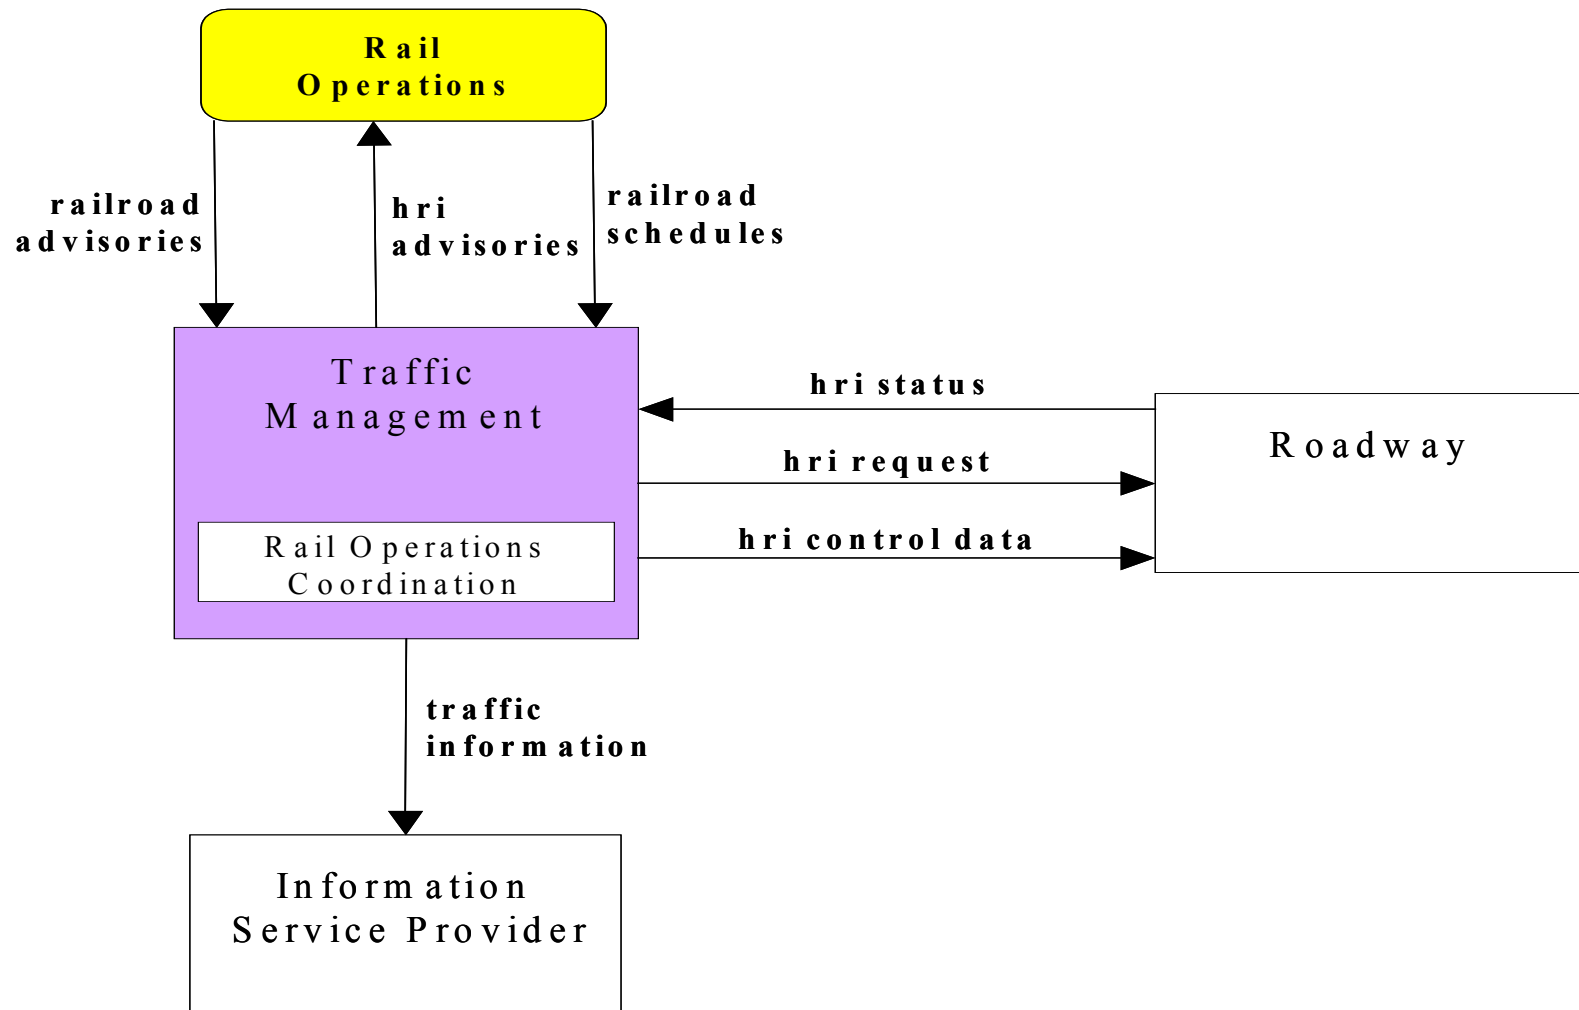 Rail
Operations
railroad
advisories
hri
advisories
railroad
schedules
Traffic
Management
hri status
hri request
Roadway
hri control data
Rail Operations
Coordination
traffic
information
Information
Service Provider